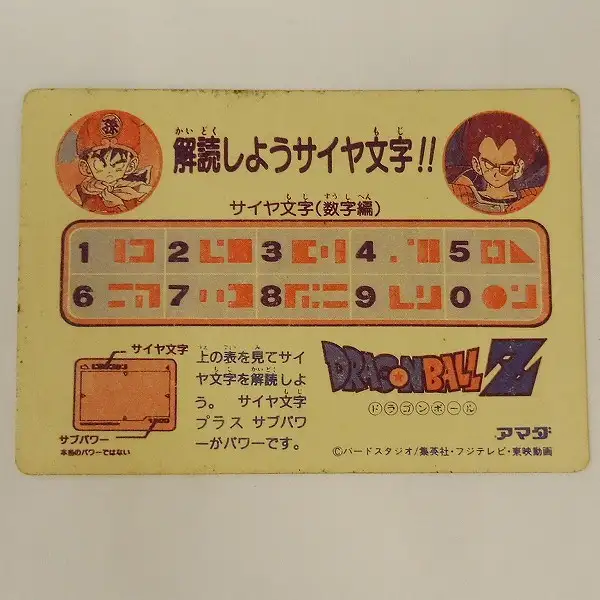 孫
解読しようサイヤ文字!!
サイヤ文字(数字編)
1 2 3 4 5
6 7 8 9 0
サイヤ文字
サブパワー
本当のパワーではない
上の表を見てサイ
ヤ文字を解読しよ
う。 サイヤ文字
プラス サブパワ
ーがパワーです。
DRAGON BALL Z
ドラゴンボール
アマダ
©バードスタジオ/集英社・フジテレビ・東映動画